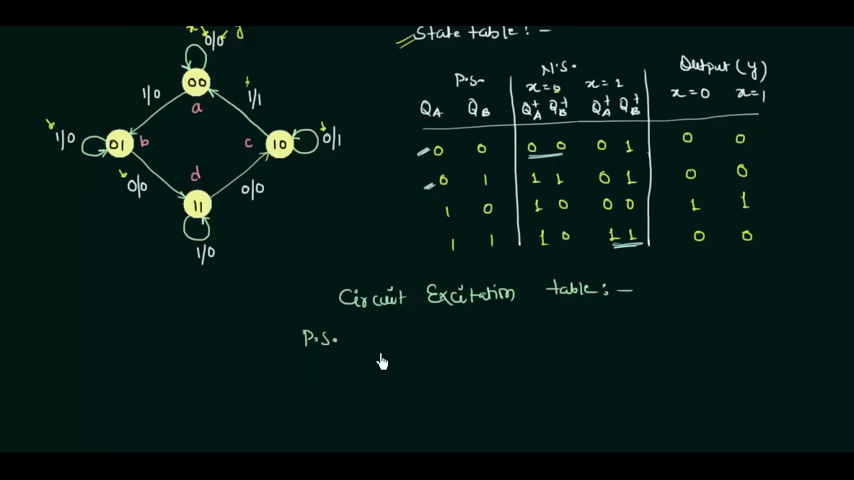 State table : -
x y
0/0
00
a
1/0
1/1
1/0
01
b
c
10
0/1
0/0
d
0/0
11
1/0
P.S. N.S. Output (y)
x=0 x=1 x=0 x=1
QA QB QA+ QB+ QA+ QB+
0 0 0 0 0 1 0 0
0 1 1 1 0 1 0 0
1 0 1 0 0 0 1 1
1 1 1 0 1 1 0 0
Circuit Excitation table : -
P.S.